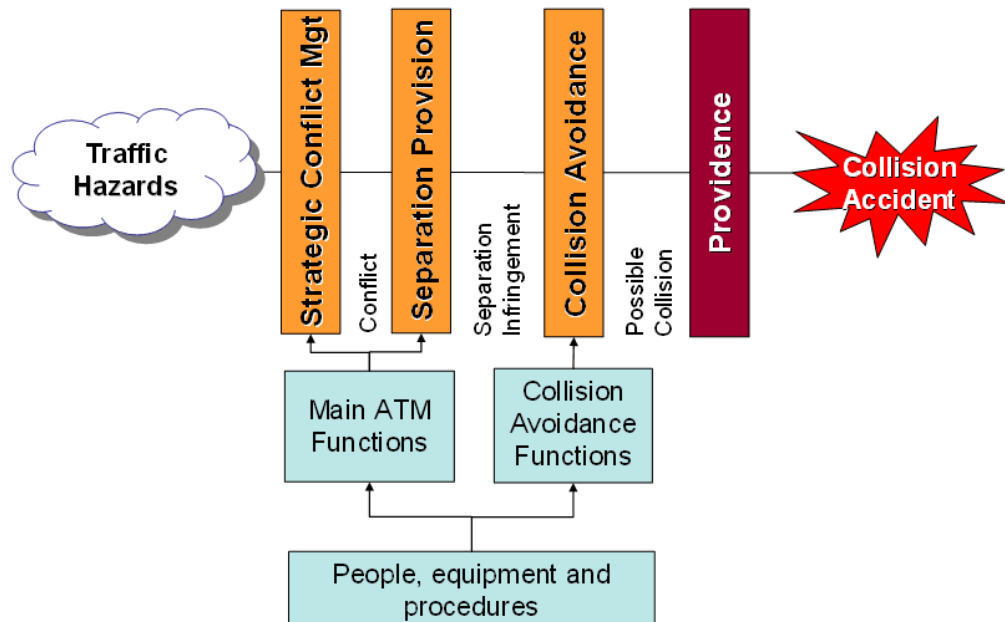 Traffic
Hazards
Strategic Conflict Mgt
Conflict
Separation Provision
Separation
Infringement
Collision Avoidance
Possible
Collision
Providence
Collision
Accident
Main ATM
Functions
Collision
Avoidance
Functions
People, equipment and
procedures